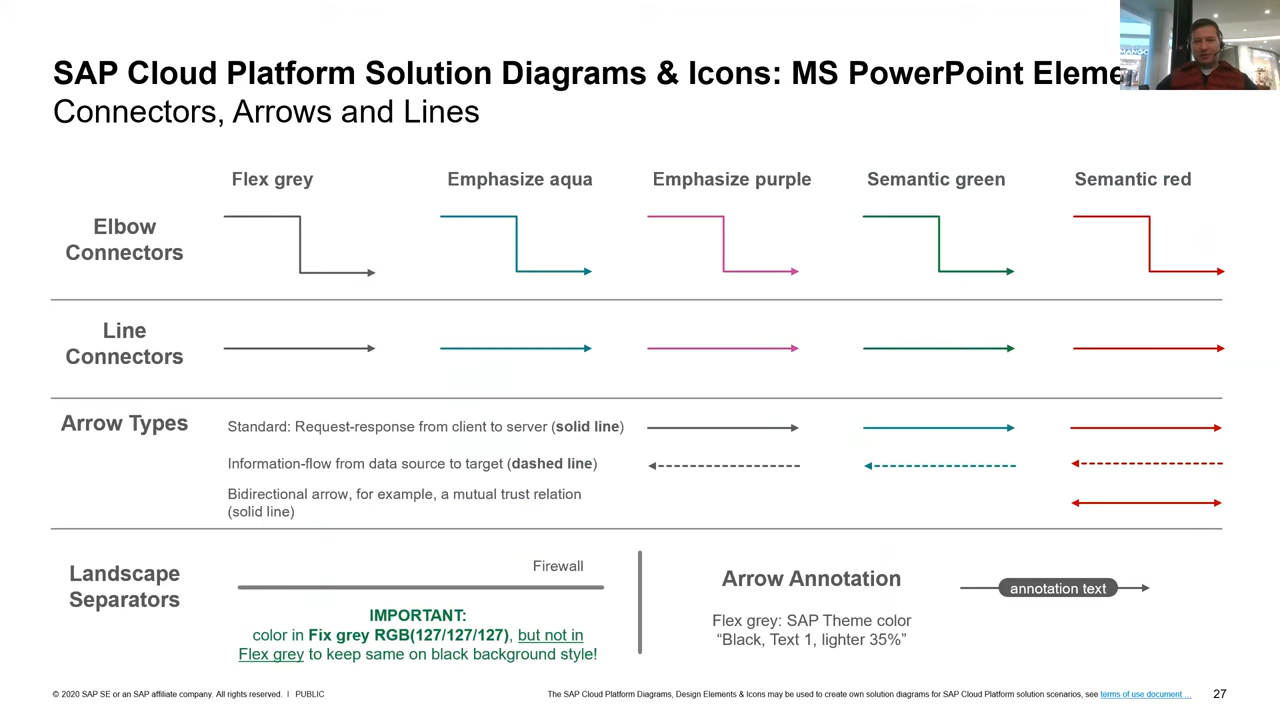 SAP Cloud Platform Solution Diagrams & Icons: MS PowerPoint Eleme
Connectors, Arrows and Lines
Flex grey
Emphasize aqua
Emphasize purple
Semantic green
Semantic red
Elbow
Connectors
Line
Connectors
Arrow Types
Standard: Request-response from client to server (solid line)
Information-flow from data source to target (dashed line)
Bidirectional arrow, for example, a mutual trust relation
(solid line)
Landscape
Separators
Firewall
IMPORTANT:
color in Fix grey RGB(127/127/127), but not in
Flex grey to keep same on black background style!
Arrow Annotation
annotation text
Flex grey: SAP Theme color
“Black, Text 1, lighter 35%”
© 2020 SAP SE or an SAP affiliate company. All rights reserved. I PUBLIC
The SAP Cloud Platform Diagrams, Design Elements & Icons may be used to create own solution diagrams for SAP Cloud Platform solution scenarios, see terms of use document ...
27